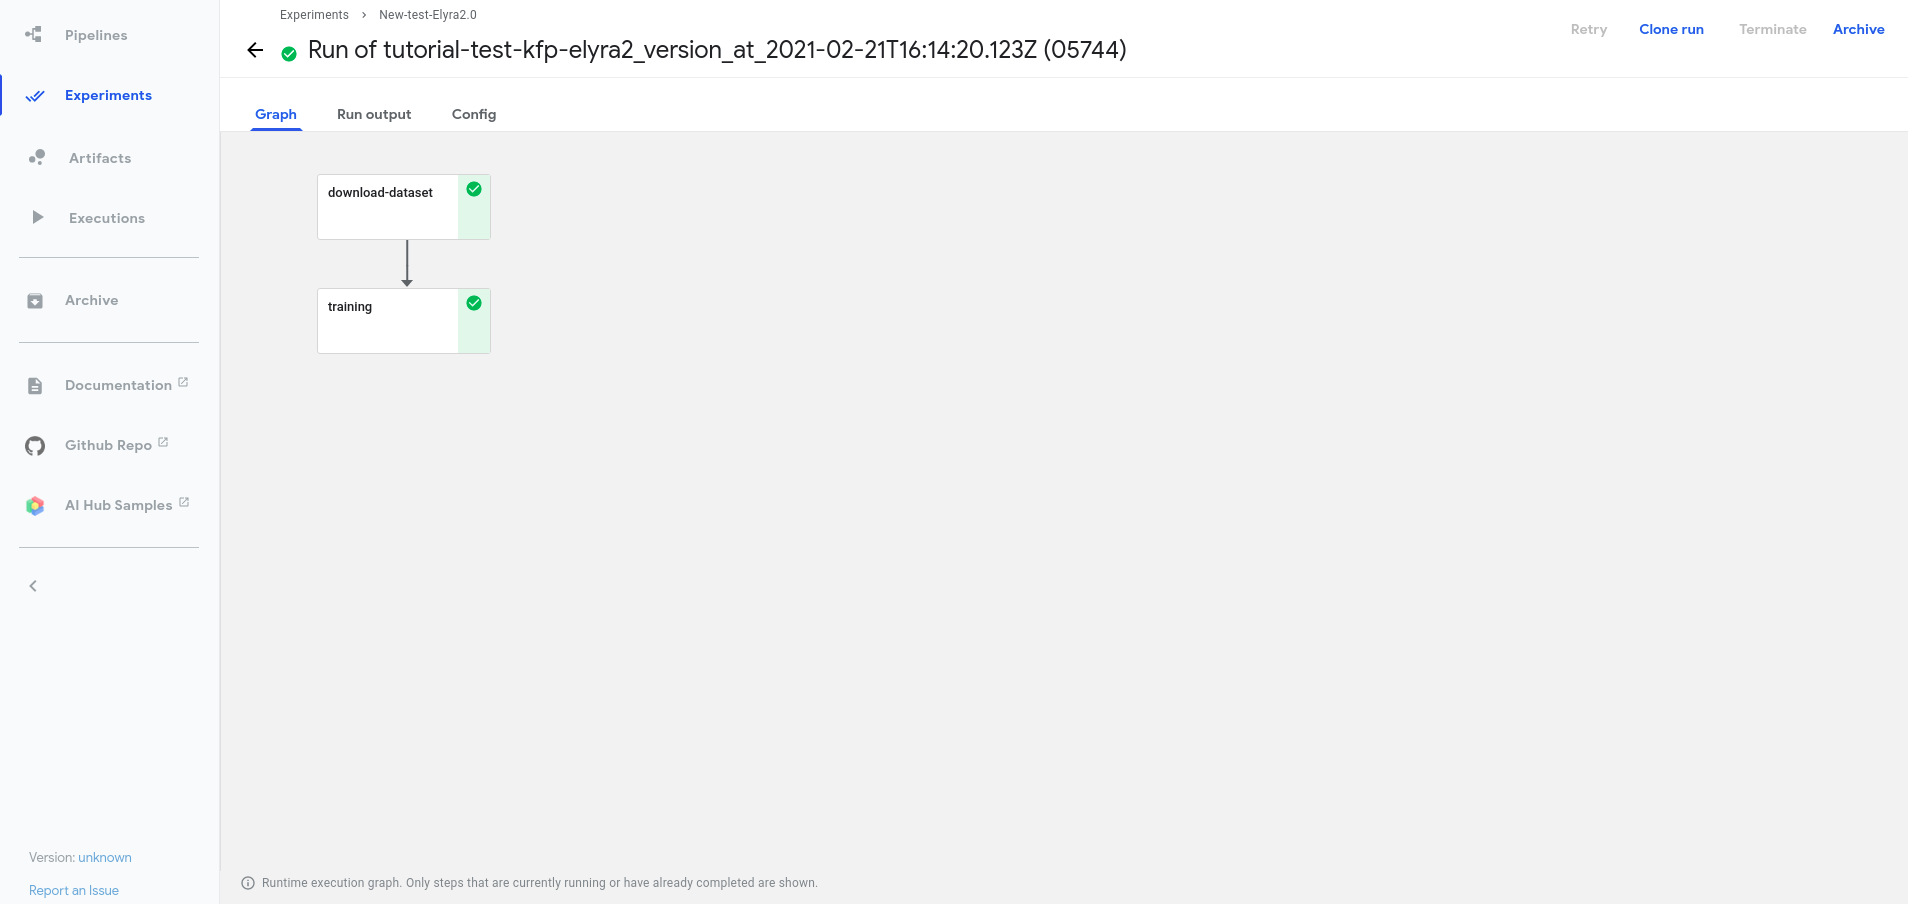 Pipelines
Experiments
Artifacts
Executions
Archive
Documentation
Github Repo
AI Hub Samples
Version: unknown
Report an Issue
Experiments › New-test-Elyra2.0
Run of tutorial-test-kfp-elyra2_version_at_2021-02-21T16:14:20.123Z (05744)
Retry Clone run Terminate Archive
Graph Run output Config
download-dataset
training
Runtime execution graph. Only steps that are currently running or have already completed are shown.